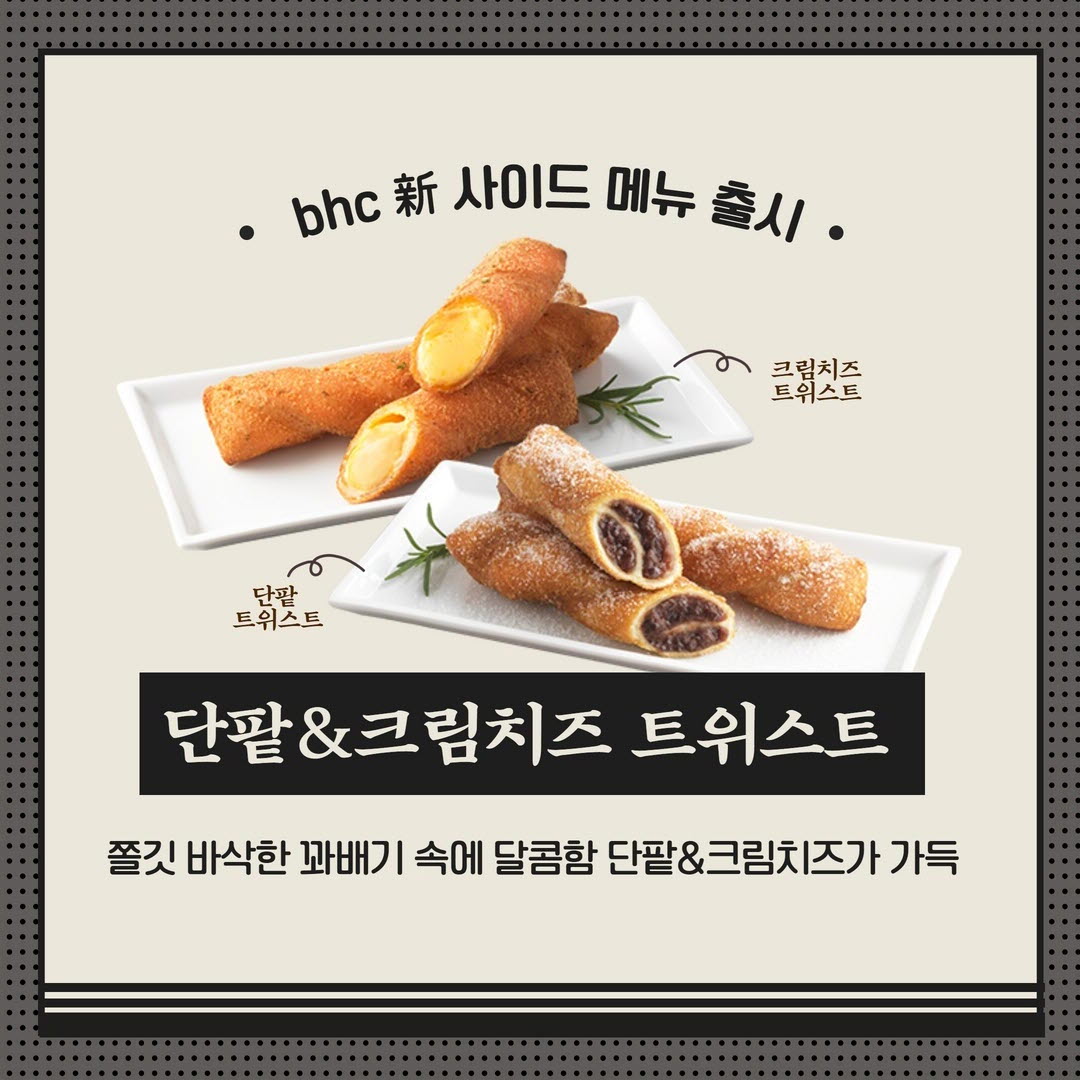 • bhc 新 사이드 메뉴 출시 •
크림치즈
트위스트
단팥
트위스트
단팥&크림치즈 트위스트
쫄깃 바삭한 꽈배기 속에 달콤함 단팥&크림치즈가 가득